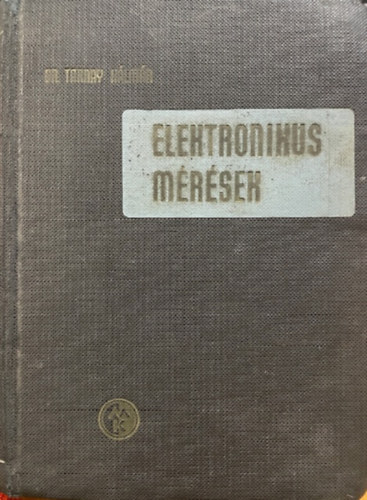 DR. TARNAY KÁLMÁN
ELEKTRONIKUS
MÉRÉSEK